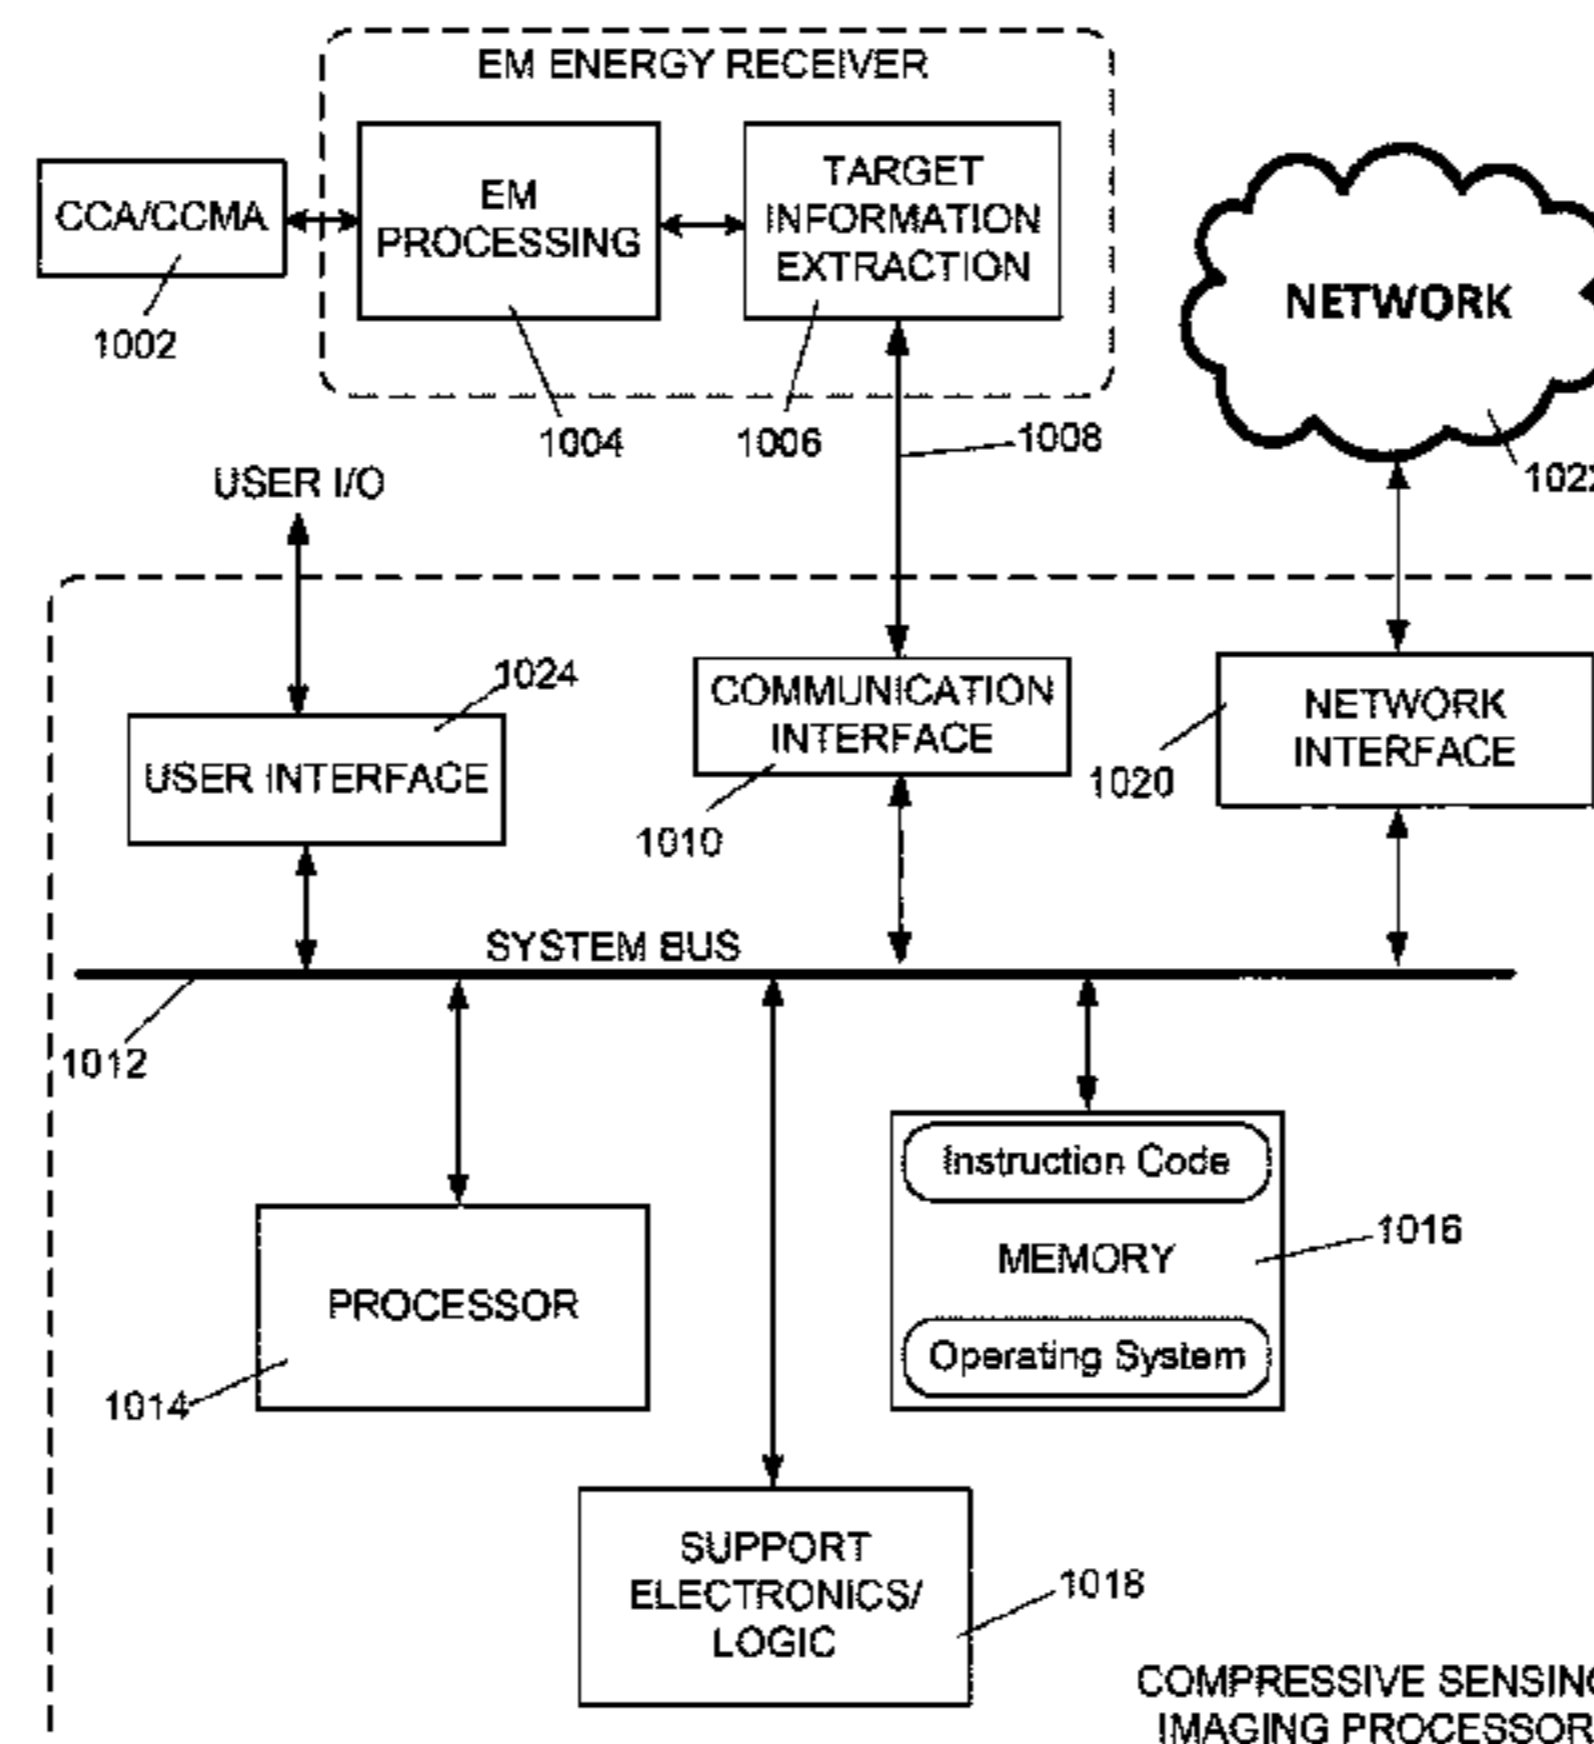 EM ENERGY RECEIVER
CCA/CCMA
EM
PROCESSING
TARGET
INFORMATION
EXTRACTION
NETWORK
1002
1004
1006
1008
USER I/O
1024
USER INTERFACE
COMMUNICATION
INTERFACE
1010
NETWORK
INTERFACE
1020
SYSTEM BUS
1012
Instruction Code
MEMORY
Operating System
1016
PROCESSOR
1014
SUPPORT
ELECTRONICS/
LOGIC
1018
COMPRESSIVE SENSING
IMAGING PROCESSOR